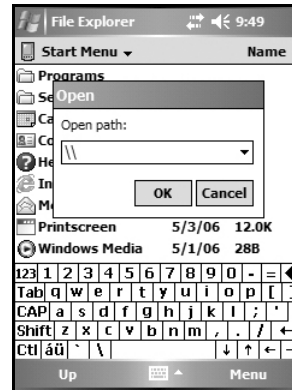 File Explorer 9:49
Start Menu Name
Programs
Se
Open
Ca
Open path:
Co
\\
He
In
OK Cancel
Me
Printscreen 5/3/06 12.0K
Windows Media 5/1/06 28B
123 1 2 3 4 5 6 7 8 9 0 - =
Tab q w e r t y u i o p [ ]
CAP a s d f g h j k l ; '
Shift z x c v b n m , . /
Ctl áü ` \
Up Menu